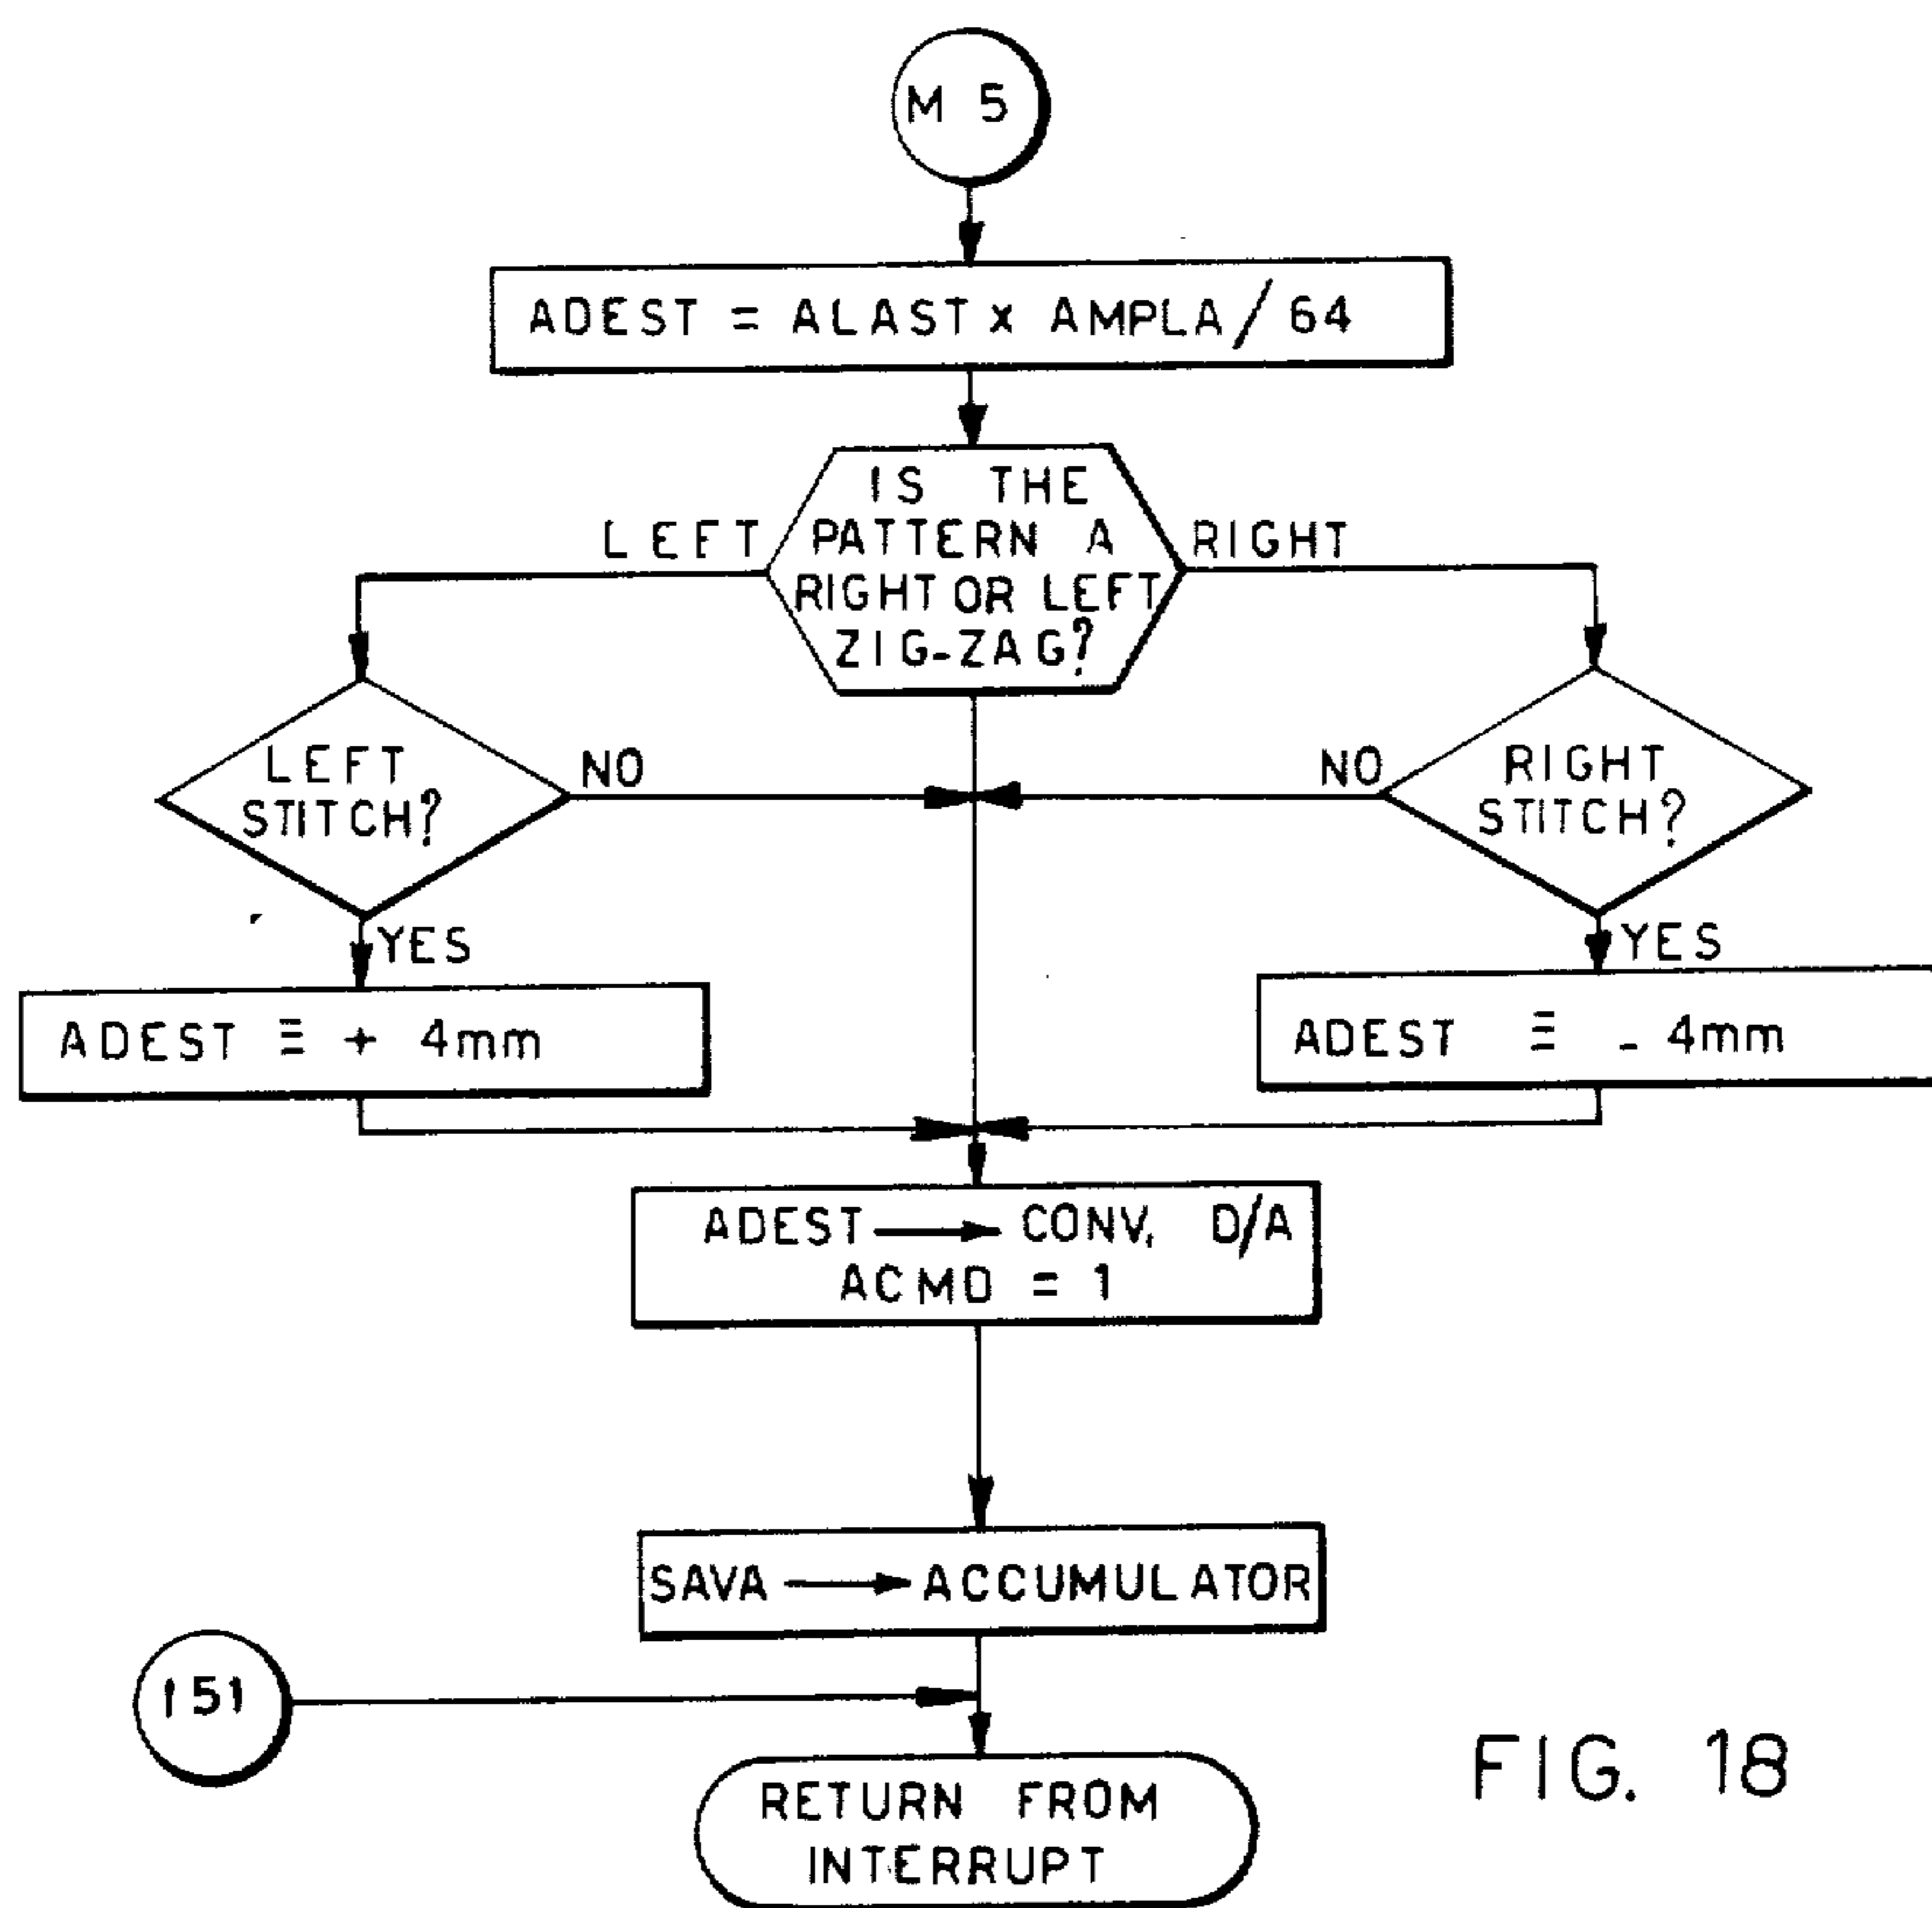 M 5
ADEST = ALAST x AMPLA/64
IS THE
PATTERN A
RIGHT OR LEFT
ZIG-ZAG?
LEFT
RIGHT
LEFT
STITCH?
NO
NO
RIGHT
STITCH?
YES
YES
ADEST ≡ + 4mm
ADEST ≡ - 4mm
ADEST → CONV. D/A
ACMD = 1
SAVA → ACCUMULATOR
151
RETURN FROM
INTERRUPT
FIG. 18